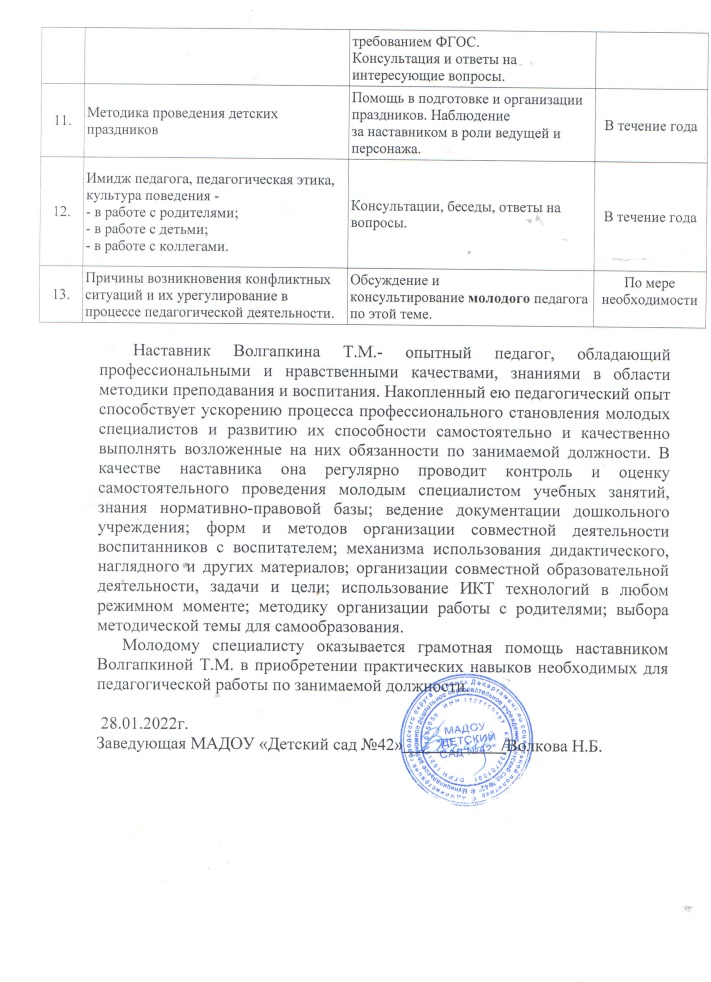 требованием ФГОС.
Консультация и ответы на
интересующие вопросы.
11.
Методика проведения детских
праздников
Помощь в подготовке и организации
праздников. Наблюдение
за наставником в роли ведущей и
персонажа.
В течение года
12.
Имидж педагога, педагогическая этика,
культура поведения -
- в работе с родителями;
- в работе с детьми;
- в работе с коллегами.
Консультации, беседы, ответы на
вопросы.
В течение года
13.
Причины возникновения конфликтных
ситуаций и их урегулирование в
процессе педагогической деятельности.
Обсуждение и
консультирование молодого педагога
по этой теме.
По мере
необходимости
Наставник Волгапкина Т.М.- опытный педагог, обладающий
профессиональными и нравственными качествами, знаниями в области
методики преподавания и воспитания. Накопленный ею педагогический опыт
способствует ускорению процесса профессионального становления молодых
специалистов и развитию их способности самостоятельно и качественно
выполнять возложенные на них обязанности по занимаемой должности. В
качестве наставника она регулярно проводит контроль и оценку
самостоятельного проведения молодым специалистом учебных занятий,
знания нормативно-правовой базы; ведение документации дошкольного
учреждения; форм и методов организации совместной деятельности
воспитанников с воспитателем; механизма использования дидактического,
наглядного и других материалов; организации совместной образовательной
деятельности, задачи и цели; использование ИКТ технологий в любом
режимном моменте; методику организации работы с родителями; выбора
методической темы для самообразования.
Молодому специалисту оказывается грамотная помощь наставником
Волгапкиной Т.М. в приобретении практических навыков необходимых для
педагогической работы по занимаемой должности.
28.01.2022г.
Заведующая МАДОУ «Детский сад №42» /Волкова Н.Б.
МАДОУ
"ДЕТСКИЙ
САД №42"